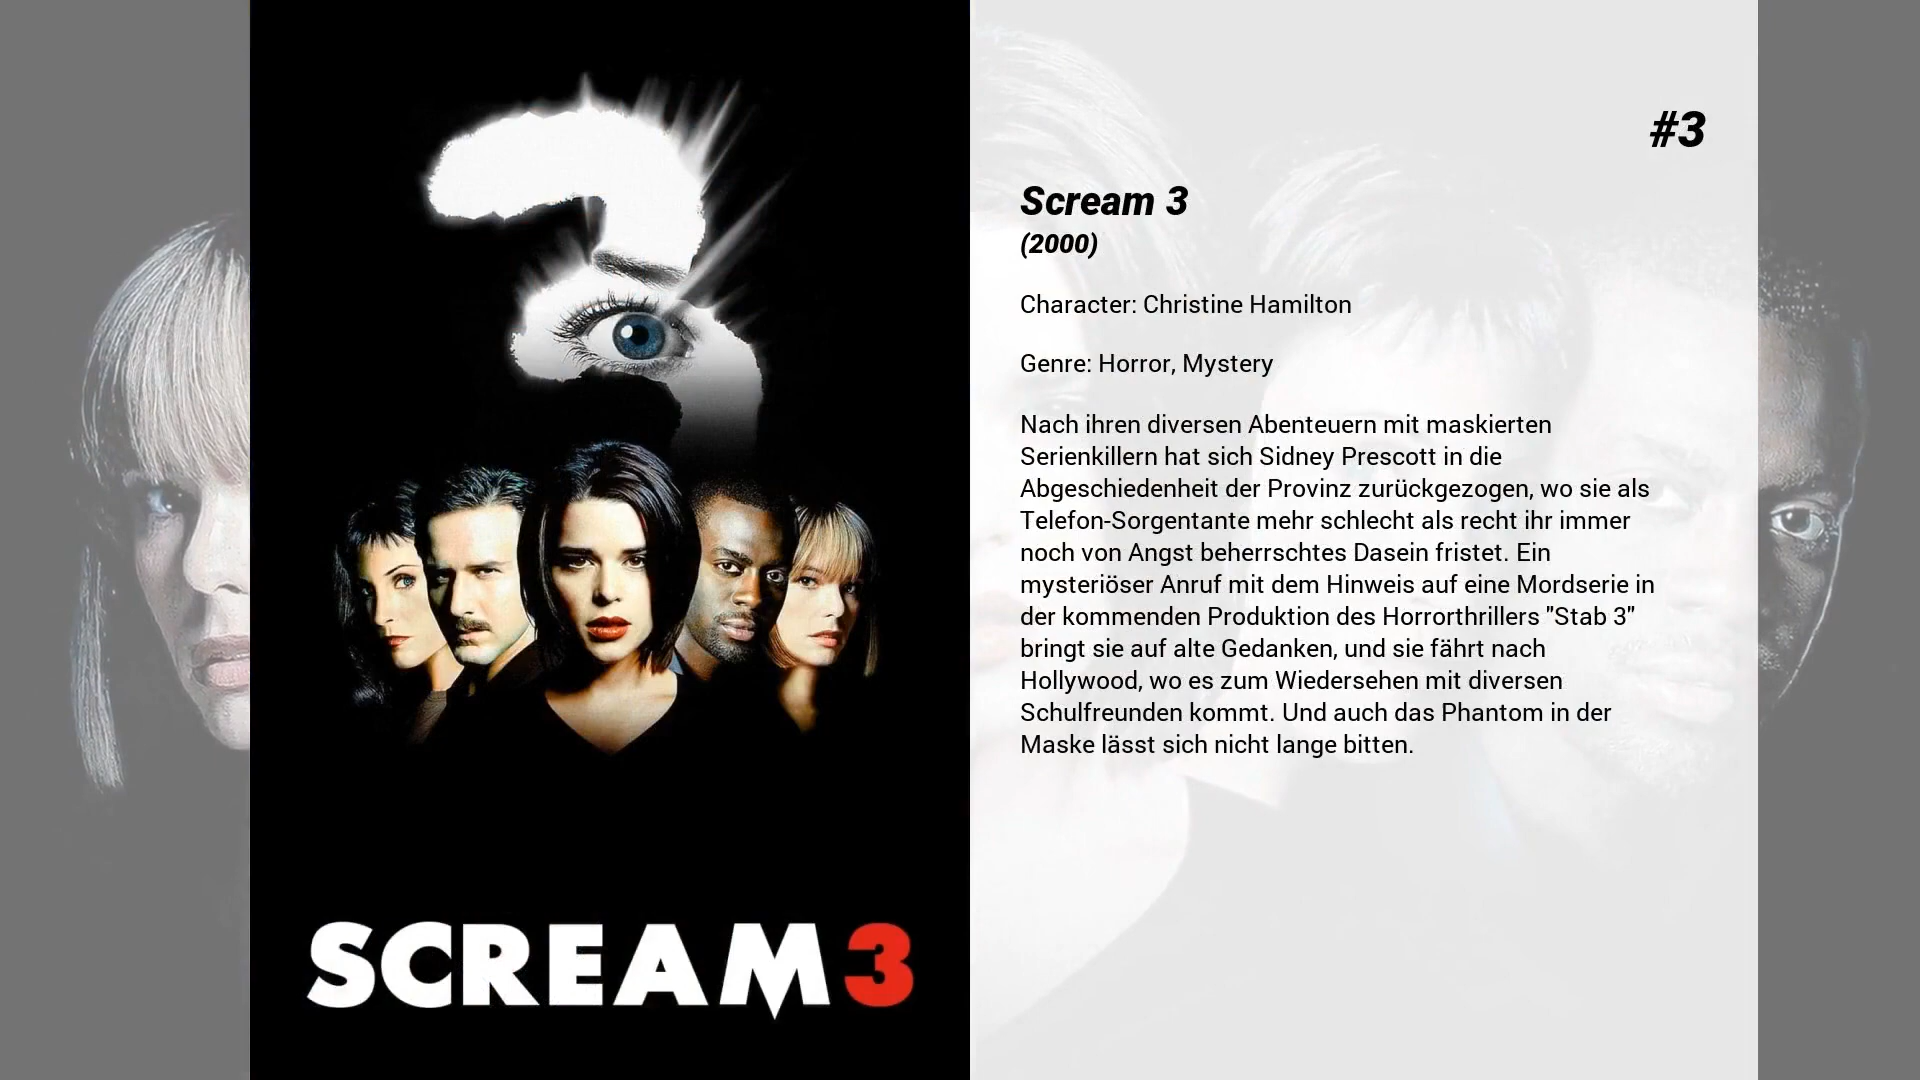 SCREAM 3
#3
Scream 3
(2000)
Character: Christine Hamilton
Genre: Horror, Mystery
Nach ihren diversen Abenteuern mit maskierten
Serienkillern hat sich Sidney Prescott in die
Abgeschiedenheit der Provinz zurückgezogen, wo sie als
Telefon-Sorgentante mehr schlecht als recht ihr immer
noch von Angst beherrschtes Dasein fristet. Ein
mysteriöser Anruf mit dem Hinweis auf eine Mordserie in
der kommenden Produktion des Horrorthrillers "Stab 3"
bringt sie auf alte Gedanken, und sie fährt nach
Hollywood, wo es zum Wiedersehen mit diversen
Schulfreunden kommt. Und auch das Phantom in der
Maske lässt sich nicht lange bitten.